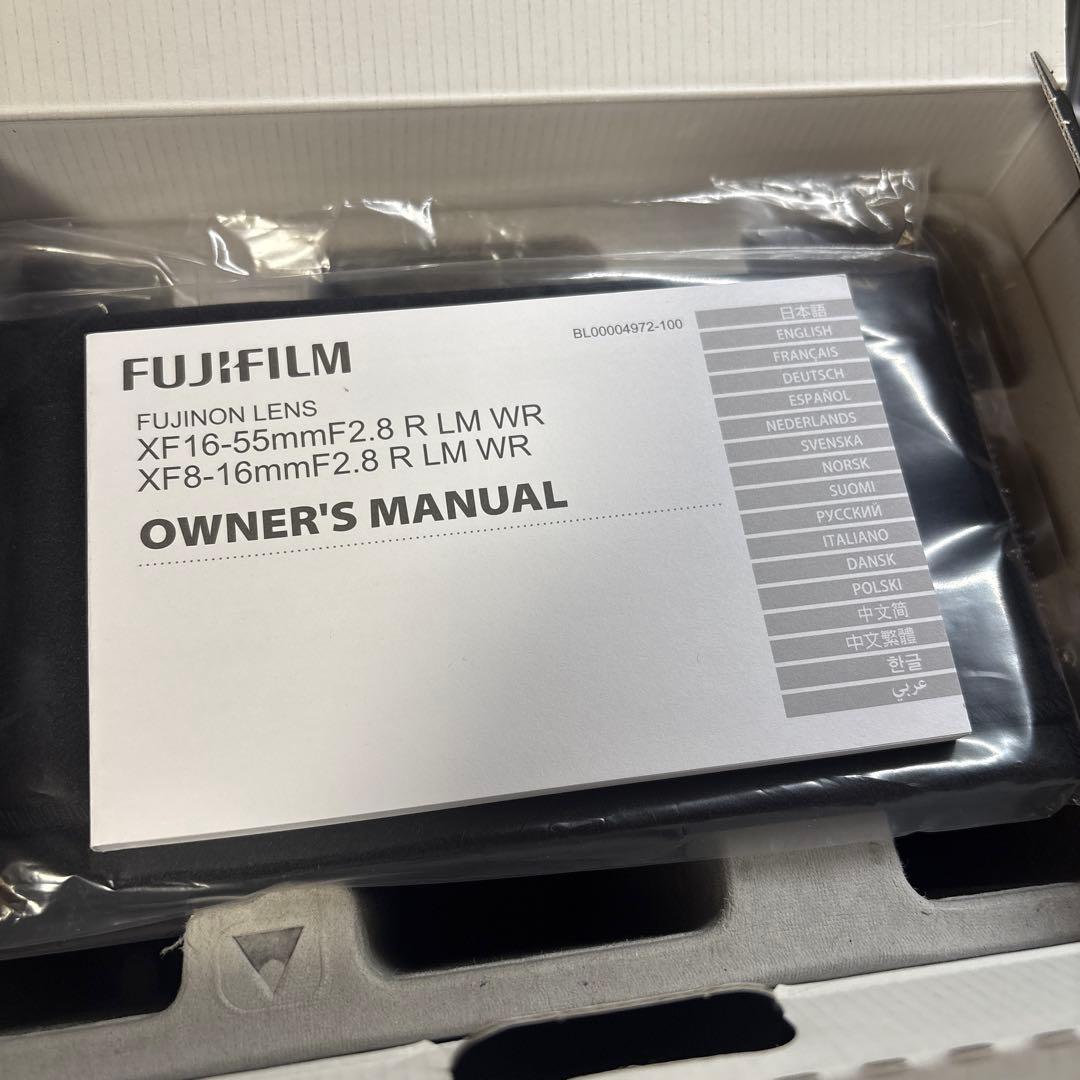 FUJIFILM
BL00004972-100
FUJINON LENS
XF16-55mmF2.8 R LM WR
XF8-16mmF2.8 R LM WR
OWNER'S MANUAL
日本語
ENGLISH
FRANÇAIS
DEUTSCH
ESPAÑOL
NEDERLANDS
SVENSKA
NORSK
SUOMI
РУССКИЙ
ITALIANO
DANSK
POLSKI
中文简
中文繁體
한글
عربي